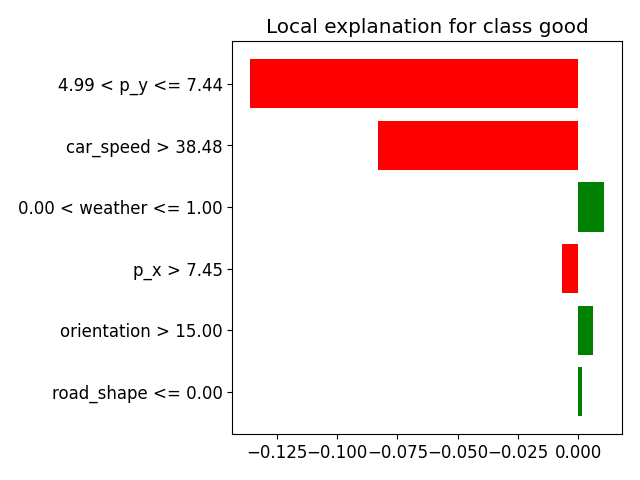 Local explanation for class good
4.99 < p_y <= 7.44
car_speed > 38.48
0.00 < weather <= 1.00
p_x > 7.45
orientation > 15.00
road_shape <= 0.00
−0.125 −0.100 −0.075 −0.050 −0.025 0.000